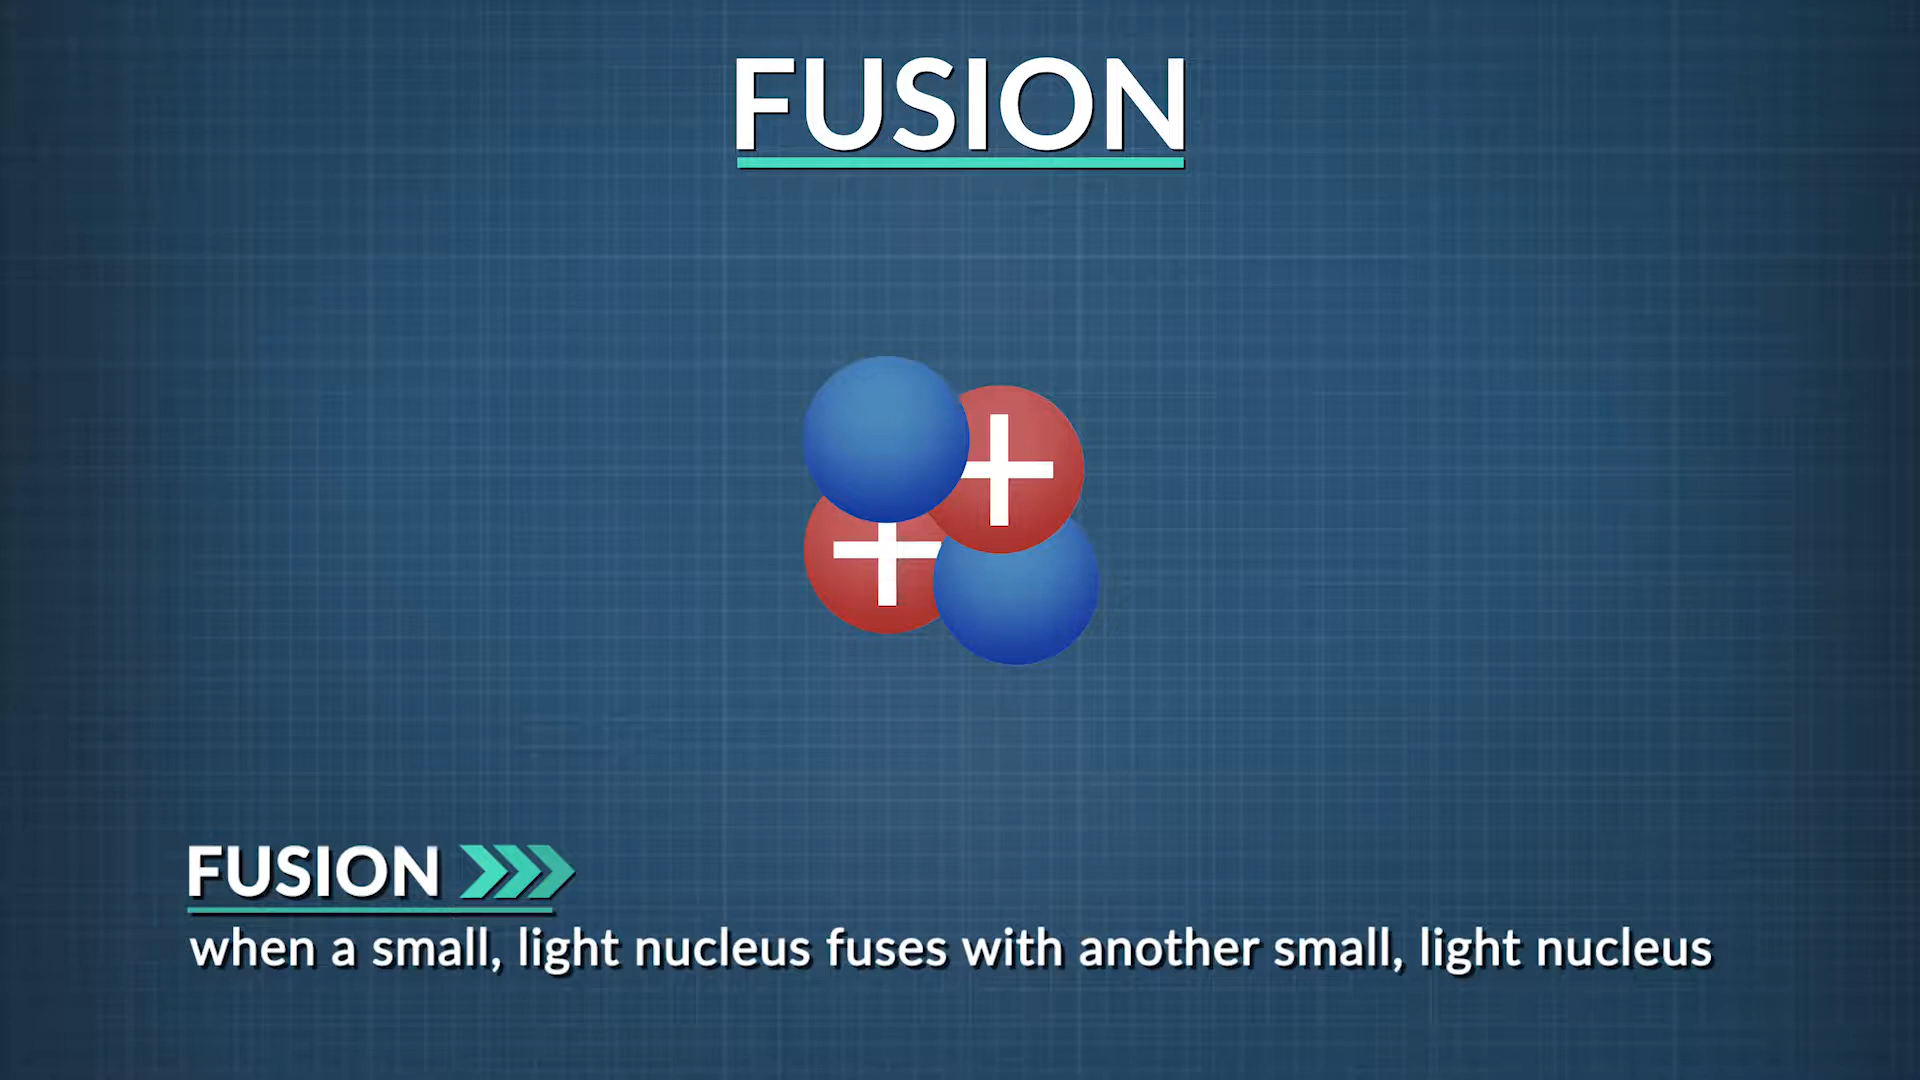 FUSION
+
+
FUSION
when a small, light nucleus fuses with another small, light nucleus